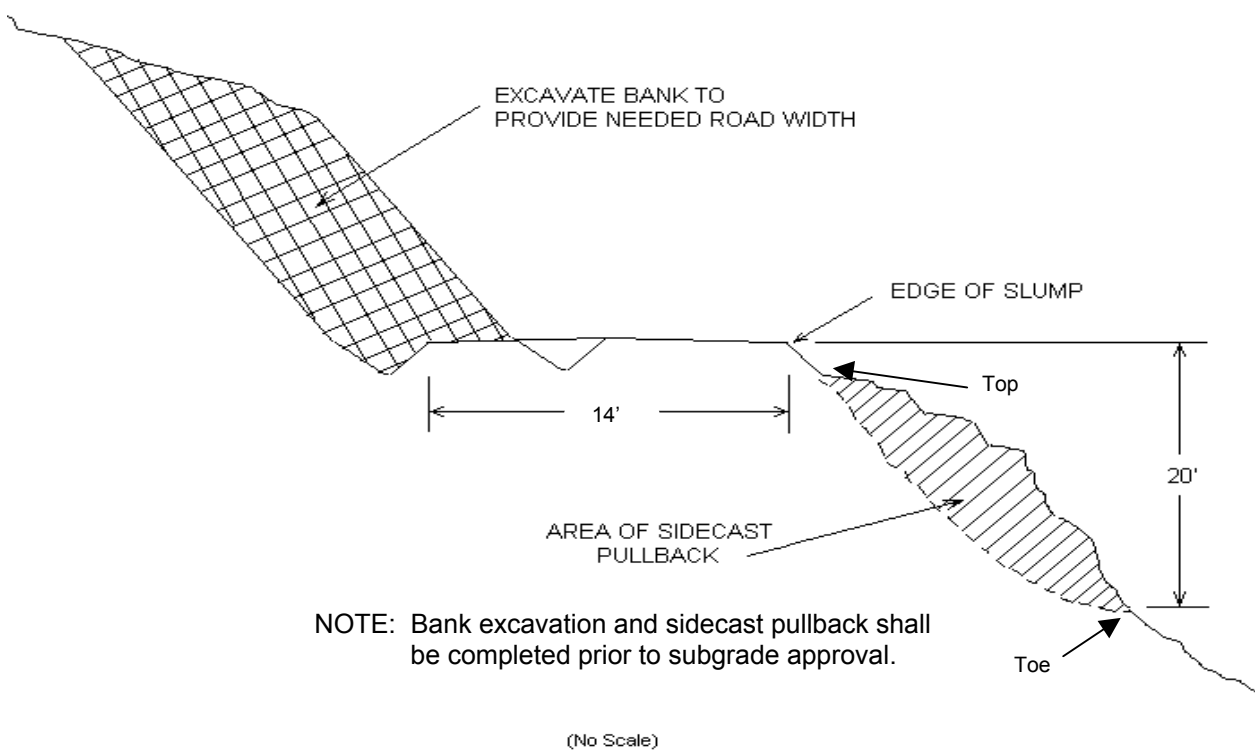 EXCAVATE BANK TO
PROVIDE NEEDED ROAD WIDTH
EDGE OF SLUMP
Top
14’
20'
AREA OF SIDECAST
PULLBACK
NOTE: Bank excavation and sidecast pullback shall
be completed prior to subgrade approval.
Toe
(No Scale)